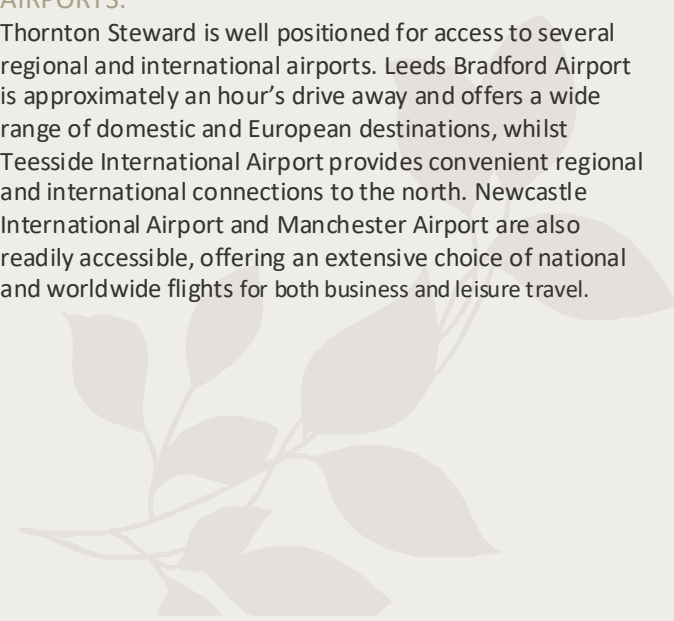 AIRPORTS:
Thornton Steward is well positioned for access to several
regional and international airports. Leeds Bradford Airport
is approximately an hour’s drive away and offers a wide
range of domestic and European destinations, whilst
Teesside International Airport provides convenient regional
and international connections to the north. Newcastle
International Airport and Manchester Airport are also
readily accessible, offering an extensive choice of national
and worldwide flights for both business and leisure travel.